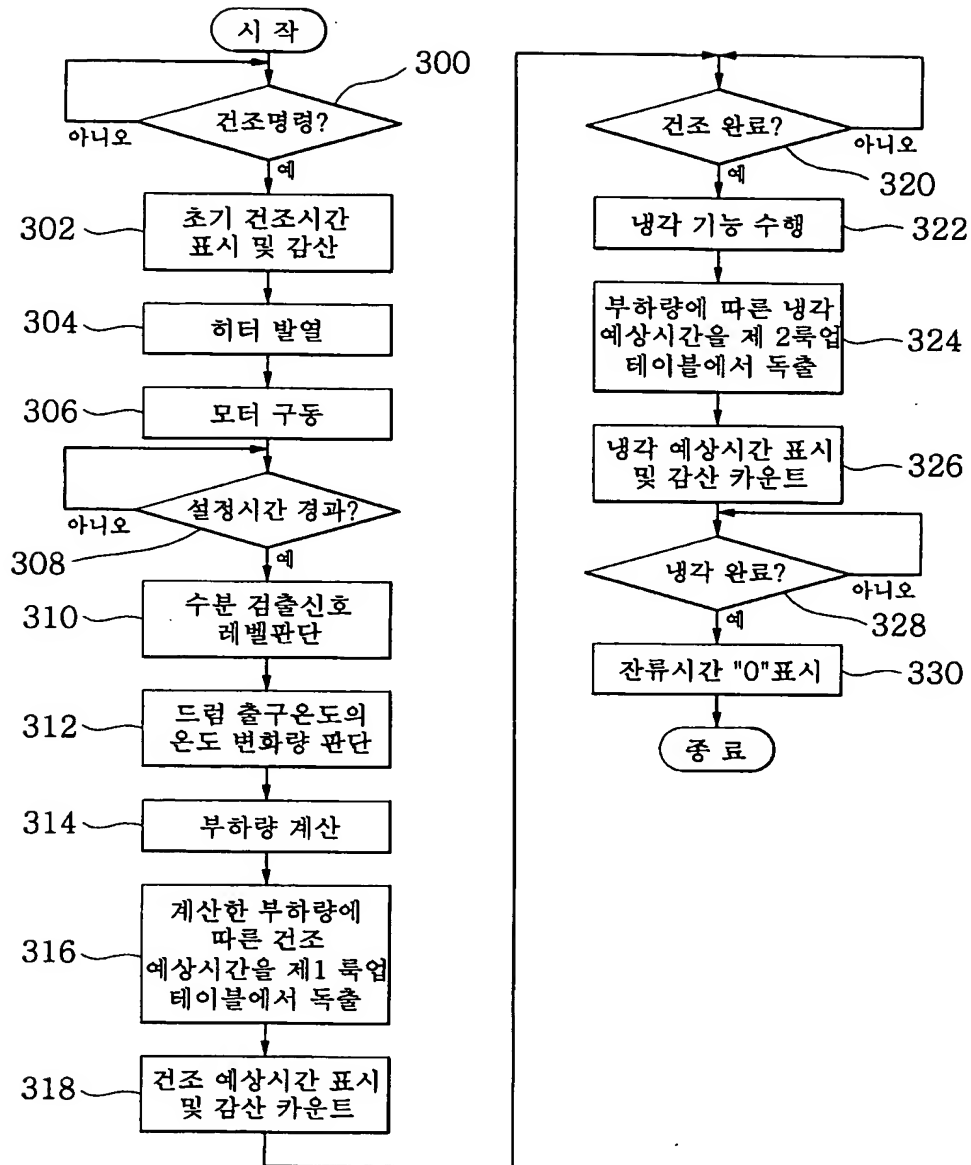 시 작
300
건조명령?
아니오
예
302
초기 건조시간
표시 및 감산
304
히터 발열
306
모터 구동
설정시간 경과?
아니오
308
예
310
수분 검출신호
레벨판단
312
드럼 출구온도의
온도 변화량 판단
314
부하량 계산
316
계산한 부하량에
따른 건조
예상시간을 제1 룩업
테이블에서 독출
318
건조 예상시간 표시
및 감산 카운트
건조 완료?
아니오
320
예
냉각 기능 수행
322
부하량에 따른 냉각
예상시간을 제 2룩업
테이블에서 독출
324
냉각 예상시간 표시
및 감산 카운트
326
냉각 완료?
아니오
328
예
잔류시간 "0"표시
330
종 료